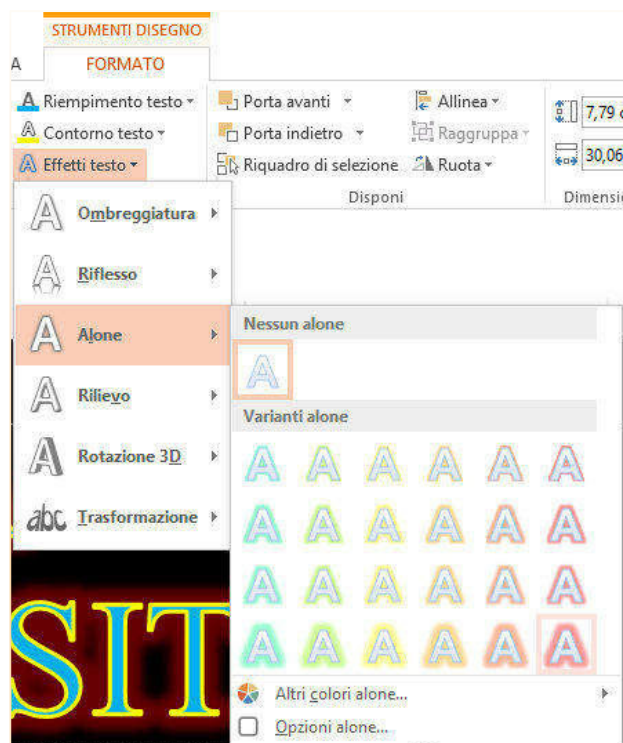 STRUMENTI DISEGNO
A FORMATO
A Riempimento testo Porta avanti Allinea
A Contorno testo Porta indietro Raggruppa
A Effetti testo Riquadro di selezione Ruota
7,79
30,06
Disponi
A Ombreggiatura
A Riflesso
A Alone
A Rilievo
A Rotazione 3D
abc Trasformazione
Nessun alone
A
Varianti alone
A A A A A A
A A A A A A
A A A A A A
A A A A A A
Altri colori alone...
Opzioni alone...
SIT